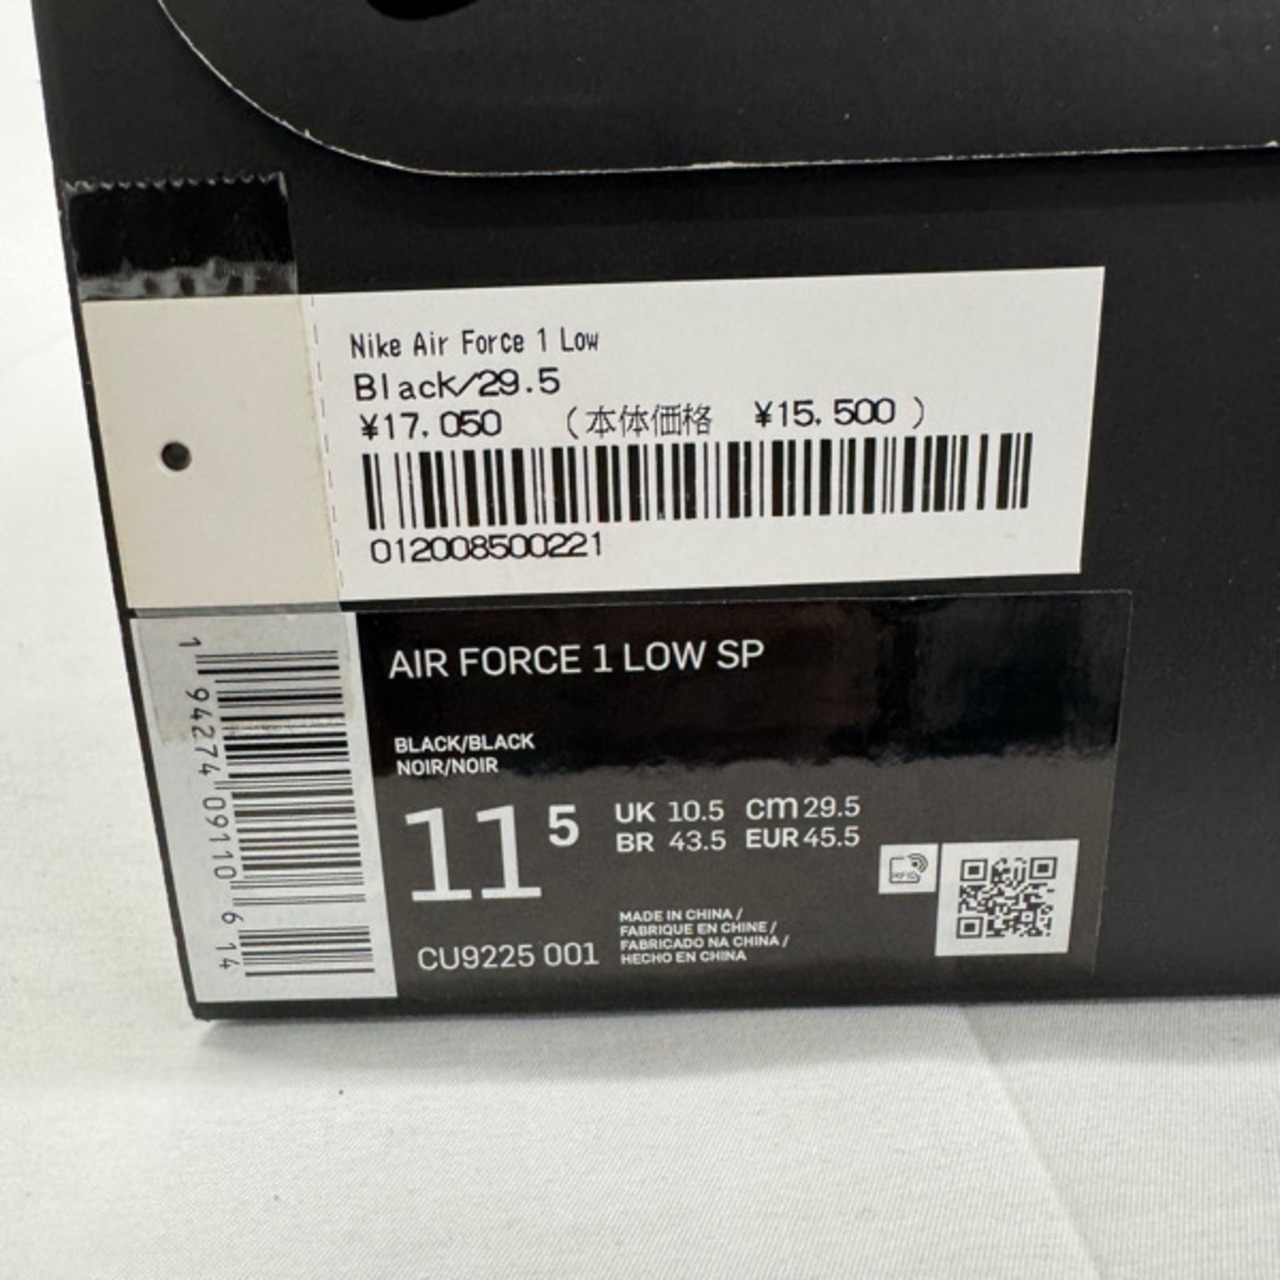 Nike Air Force 1 Low
Black/29.5
¥17,050 (本体価格 ¥15,500 )
012008500221
1 94274 09110 6 14
AIR FORCE 1 LOW SP
BLACK/BLACK
NOIR/NOIR
11 5
UK 10.5 cm 29.5
BR 43.5 EUR 45.5
RFID
CU9225 001
MADE IN CHINA /
FABRIQUE EN CHINE /
FABRICADO NA CHINA /
HECHO EN CHINA